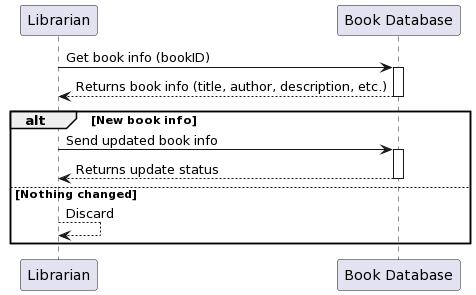 Librarian
Book Database
Get book info (bookID)
Returns book info (title, author, description, etc.)
alt
[New book info]
Send updated book info
Returns update status
[Nothing changed]
Discard
Librarian
Book Database